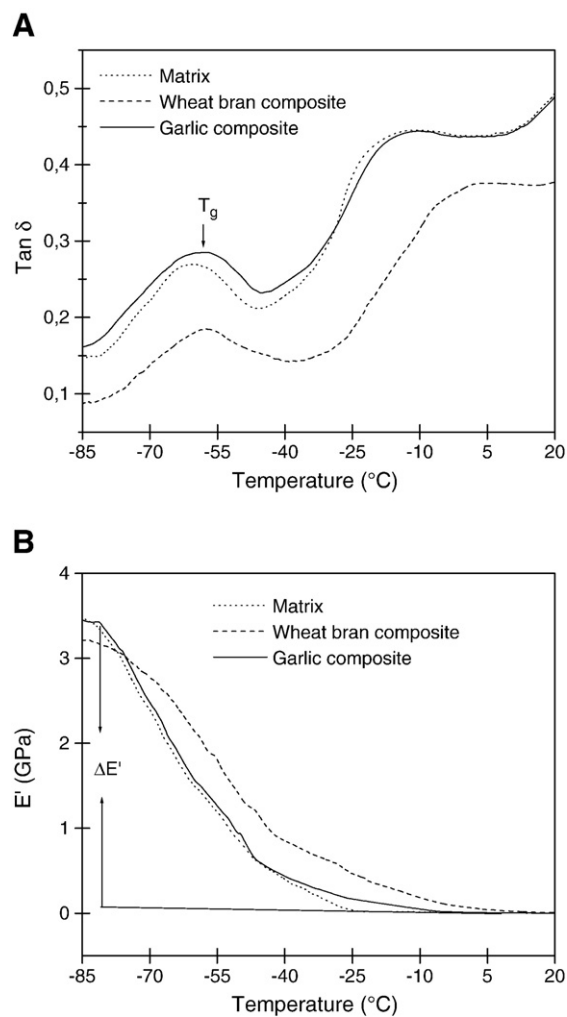 A
Tan δ
0,5
0,4
0,3
0,2
0,1
Matrix
Wheat bran composite
Garlic composite
Tg
-85 -70 -55 -40 -25 -10 5 20
Temperature (°C)
B
E' (GPa)
4
3
2
1
0
Matrix
Wheat bran composite
Garlic composite
ΔE'
-85 -70 -55 -40 -25 -10 5 20
Temperature (°C)